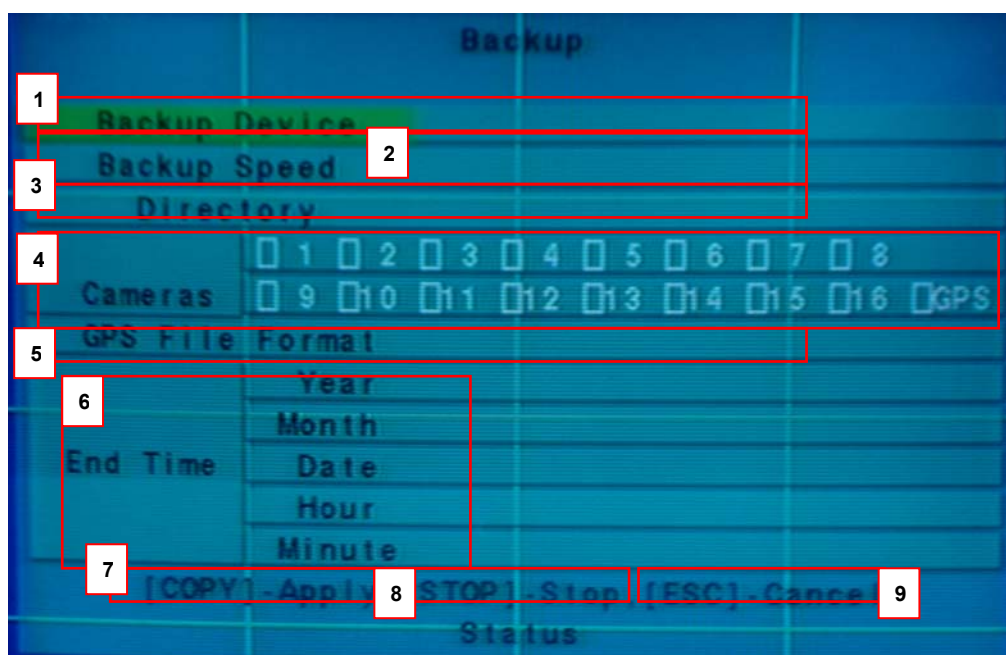 Backup
1
Backup Device
2
Backup Speed
3
Directory
4
Cameras
1 2 3 4 5 6 7 8
9 10 11 12 13 14 15 16 GPS
5
GPS File Format
6
End Time
Year
Month
Date
Hour
Minute
7
[COPY]-Apply
8
STOP]-Stop
[ESC]-Cancel
9
Status